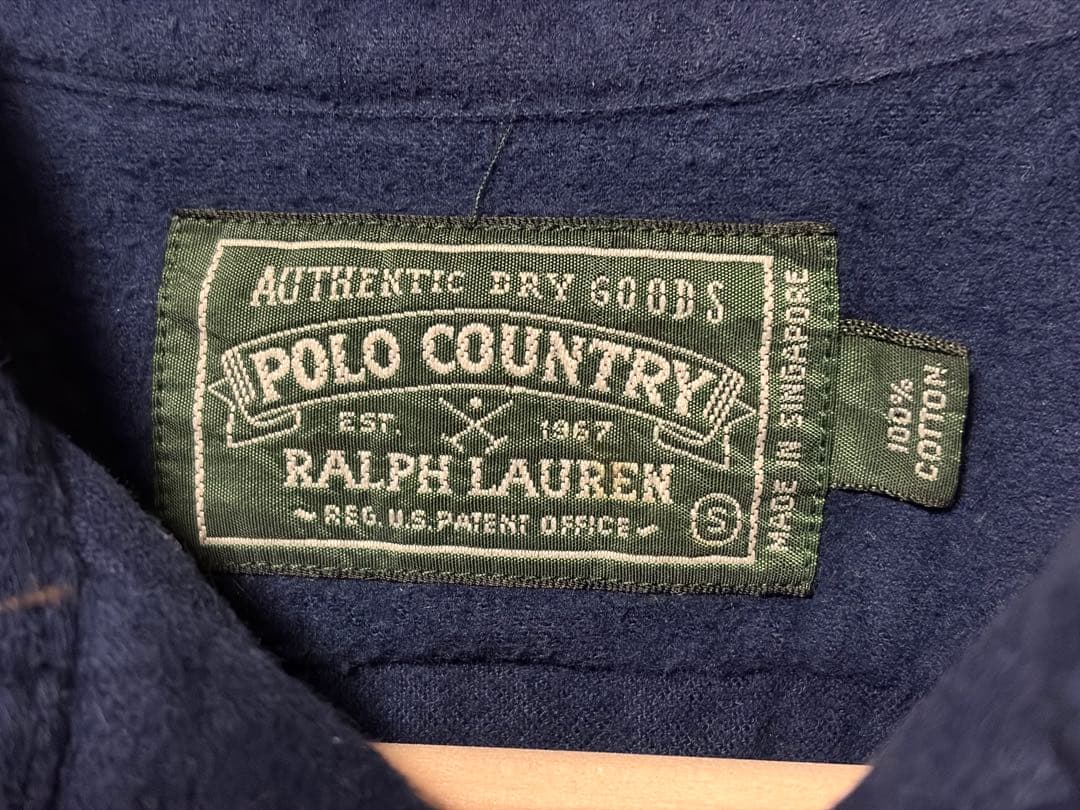 AUTHENTIC DRY GOODS
POLO COUNTRY
EST. 1967
RALPH LAUREN
REG. U.S. PATENT OFFICE
S
MADE IN SINGAPORE
100%
COTTON